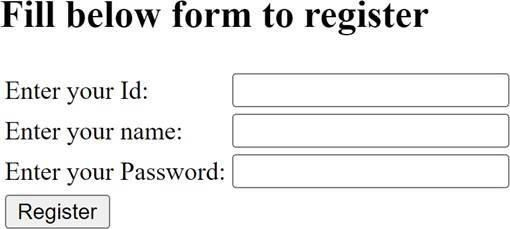 Fill below form to register
Enter your Id:
Enter your name:
Enter your Password:
Register